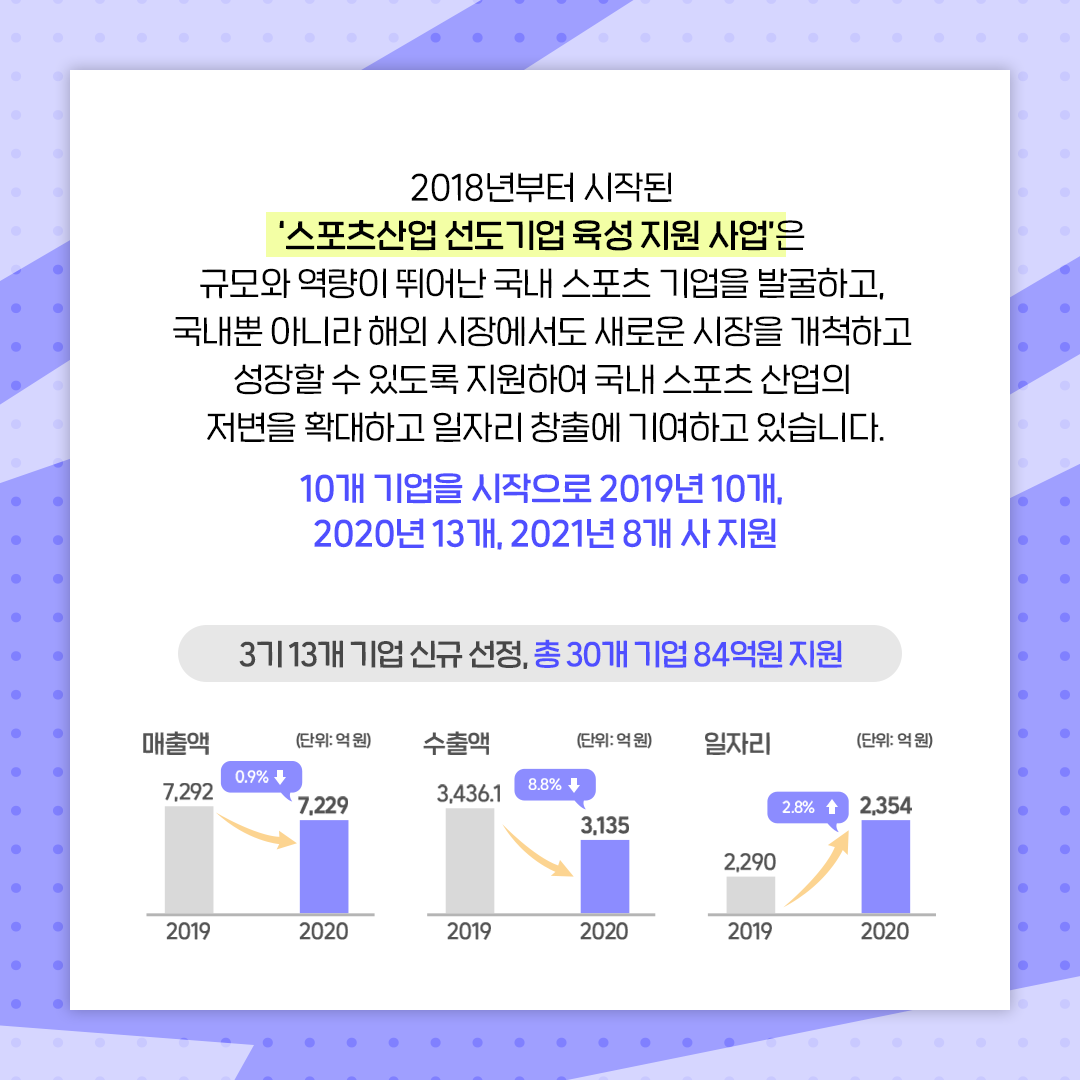 2018년부터 시작된
'스포츠산업 선도기업 육성 지원 사업'은
규모와 역량이 뛰어난 국내 스포츠 기업을 발굴하고,
국내뿐 아니라 해외 시장에서도 새로운 시장을 개척하고
성장할 수 있도록 지원하여 국내 스포츠 산업의
저변을 확대하고 일자리 창출에 기여하고 있습니다.
10개 기업을 시작으로 2019년 10개,
2020년 13개, 2021년 8개 사 지원
3기 13개 기업 신규 선정, 총 30개 기업 84억원 지원
매출액 (단위: 억 원)
0.9%
7,292
7,229
2019 2020
수출액 (단위: 억 원)
8.8%
3,436.1
3,135
2019 2020
일자리 (단위: 억 원)
2.8%
2,354
2,290
2019 2020